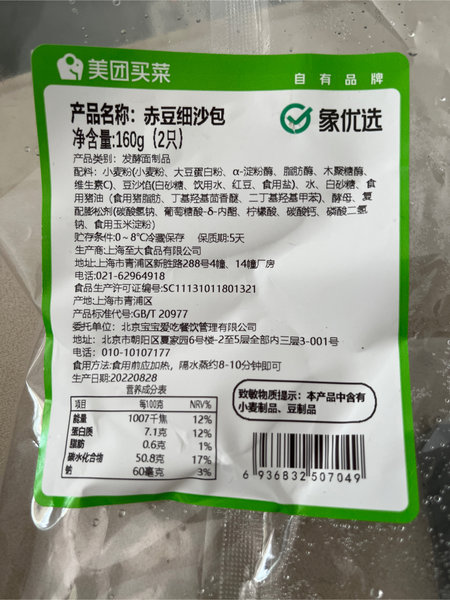 美团买菜
自有品牌
产品名称：赤豆细沙包
净含量:160g（2只）
象优选
产品类别：发酵面制品
配料：小麦粉(小麦粉、大豆蛋白粉、α-淀粉酶、脂肪酶、木聚糖酶、
维生素C)、豆沙馅(白砂糖、饮用水、红豆、食用盐)、水、白砂糖、食
用猪油（食用猪脂肪、丁基羟基茴香醚、二丁基羟基甲苯）、酵母、复
配膨松剂(碳酸氢钠、葡萄糖酸-δ-内酯、柠檬酸、碳酸钙、磷酸二氢
钠、食用玉米淀粉)
贮存条件:0～8℃冷藏保存 保质期:5天
生产商:上海至大食品有限公司
地址:上海市青浦区新胜路288号4幢、14幢厂房
电话:021-62964918
食品生产许可证编号:SC11131011801321
产地:上海市青浦区
产品标准代号:GB/T 20977
委托单位：北京宝宝爱吃餐饮管理有限公司
地址：北京市朝阳区夏家园6号楼-2至5层全部内三层3-001号
电话：010-10107177
食用方法:食用前应加热，隔水蒸约8-10分钟即可
生产日期:20220828
营养成分表
项目 每100克 NRV%
能量 1007千焦 12%
蛋白质 7.1克 12%
脂肪 0.6克 1%
碳水化合物 50.8克 17%
钠 60毫克 3%
致敏物质提示：本产品中含有
小麦制品、豆制品
6 936832 507049